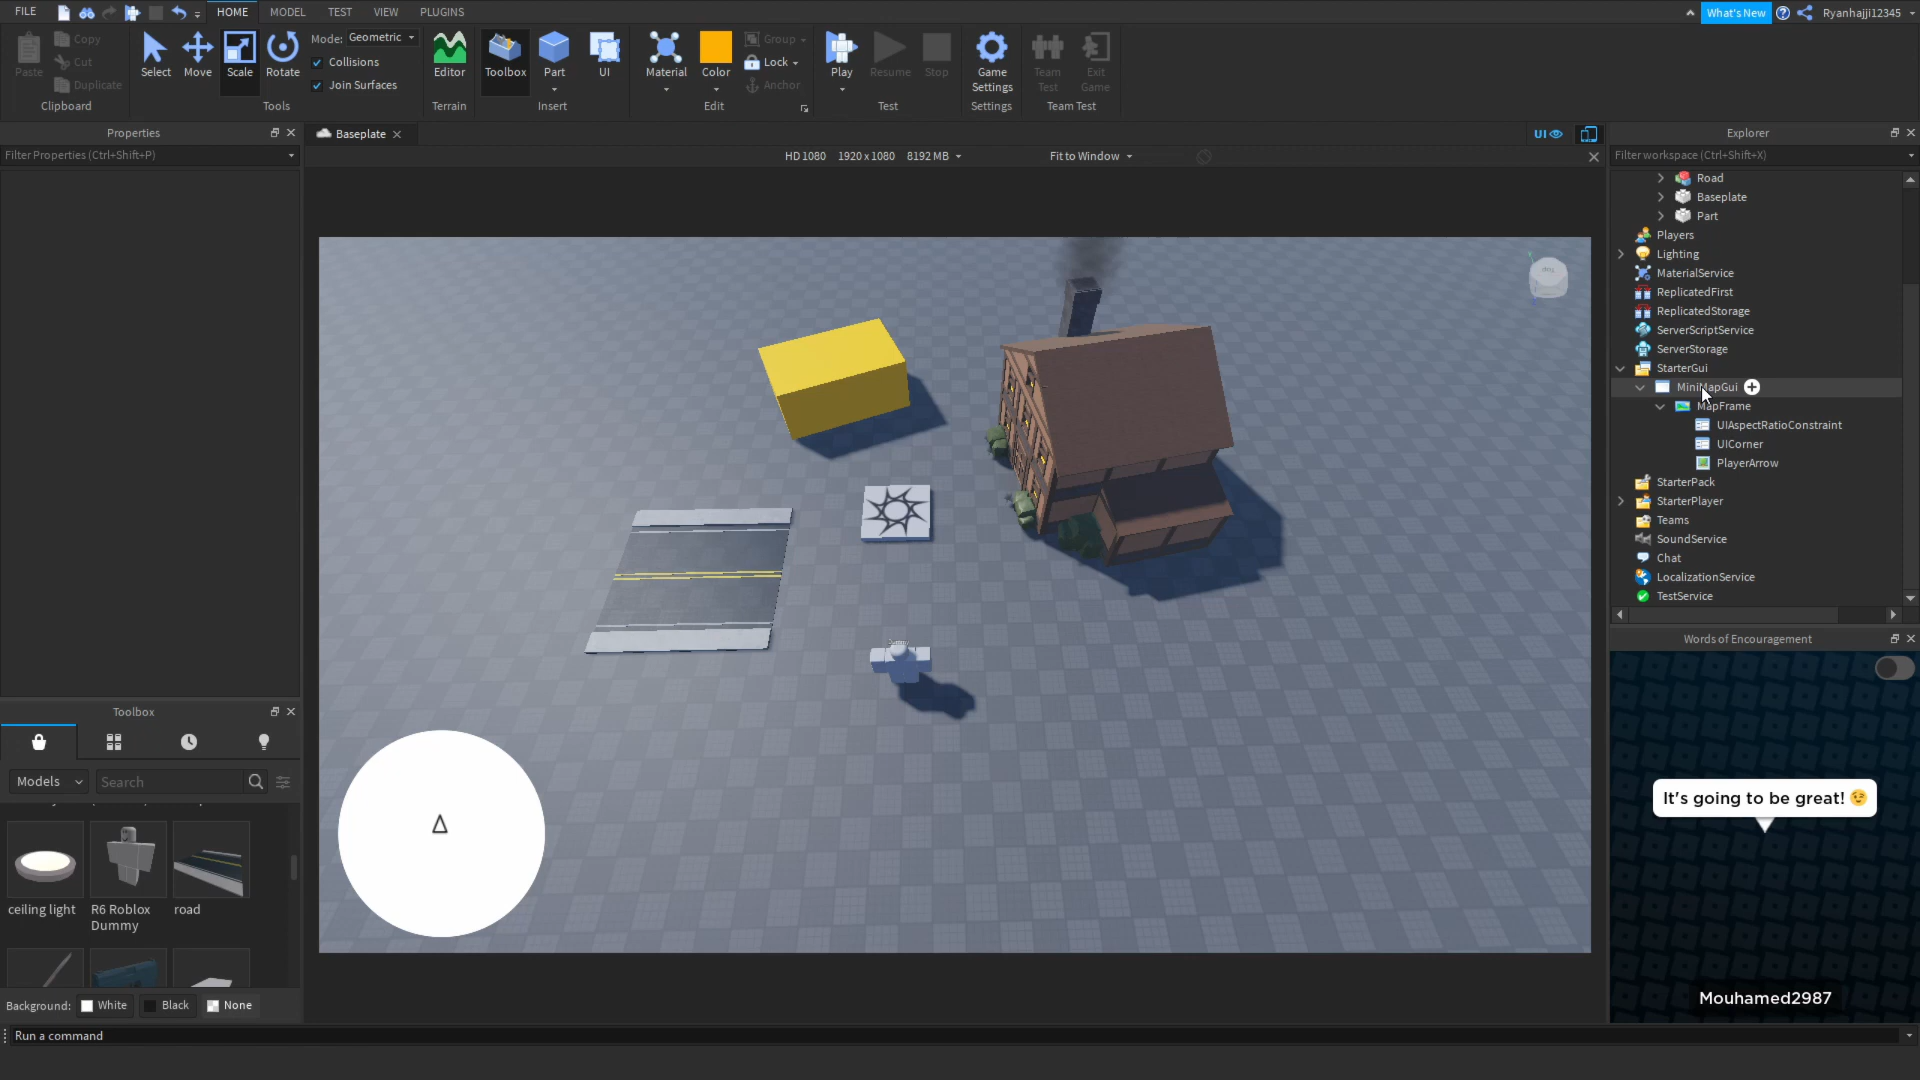 FILE
HOME
MODEL
TEST
VIEW
PLUGINS
What's New
Ryanhajji12345
Paste
Copy
Cut
Duplicate
Clipboard
Select
Move
Scale
Rotate
Mode: Geometric
Collisions
Join Surfaces
Tools
Editor
Terrain
Toolbox
Part
UI
Insert
Material
Color
Group
Lock
Anchor
Edit
Play
Resume
Stop
Test
Game
Settings
Settings
Team
Test
Exit
Game
Team Test
Properties
Filter Properties (Ctrl+Shift+P)
Baseplate
UI
HD 1080 1920 x 1080 8192 MB
Fit to Window
Explorer
Filter workspace (Ctrl+Shift+X)
Road
Baseplate
Part
Players
Lighting
MaterialService
ReplicatedFirst
ReplicatedStorage
ServerScriptService
ServerStorage
StarterGui
MiniMapGui
MapFrame
UIAspectRatioConstraint
UICorner
PlayerArrow
StarterPack
StarterPlayer
Teams
SoundService
Chat
LocalizationService
TestService
Toolbox
Models
Search
ceiling light
R6 Roblox
Dummy
road
Background: White Black None
Words of Encouragement
It's going to be great! 😉
Mouhamed2987
Run a command